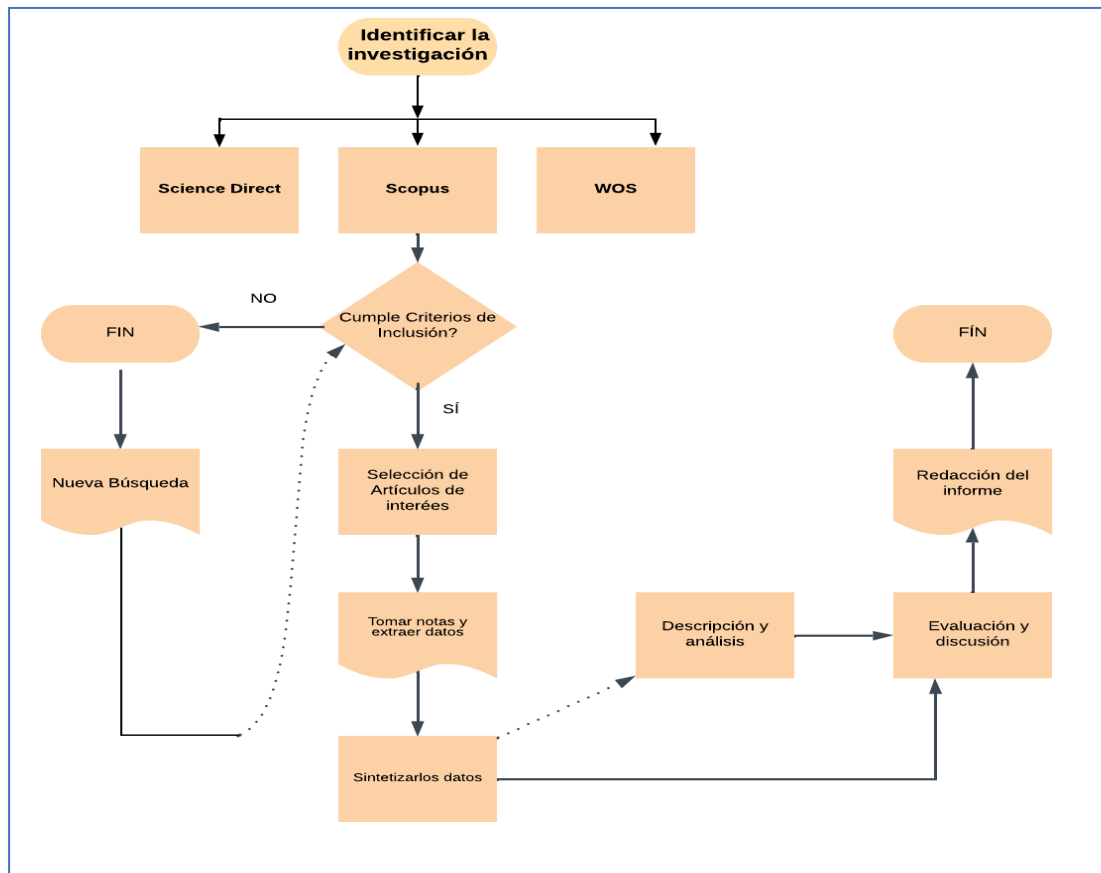 Identificar la
investigación
Science Direct
Scopus
WOS
NO
Cumple Criterios de
Inclusión?
FIN
FÍN
SÍ
Nueva Búsqueda
Selección de
Artículos de
interées
Redacción del
informe
Tomar notas y
extraer datos
Descripción y
análisis
Evaluación y
discusión
Sintetizarlos datos